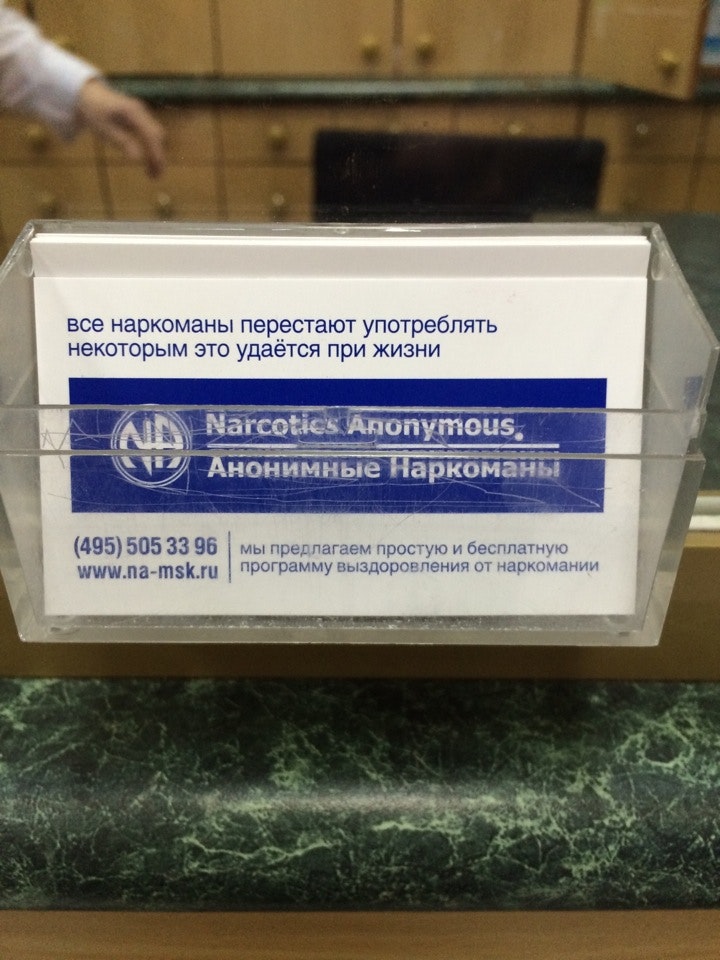 все наркоманы перестают употреблять
некоторым это удаётся при жизни
NA
Narcotics Anonymous®
Анонимные Наркоманы
(495) 505 33 96
www.na-msk.ru
мы предлагаем простую и бесплатную
программу выздоровления от наркомании